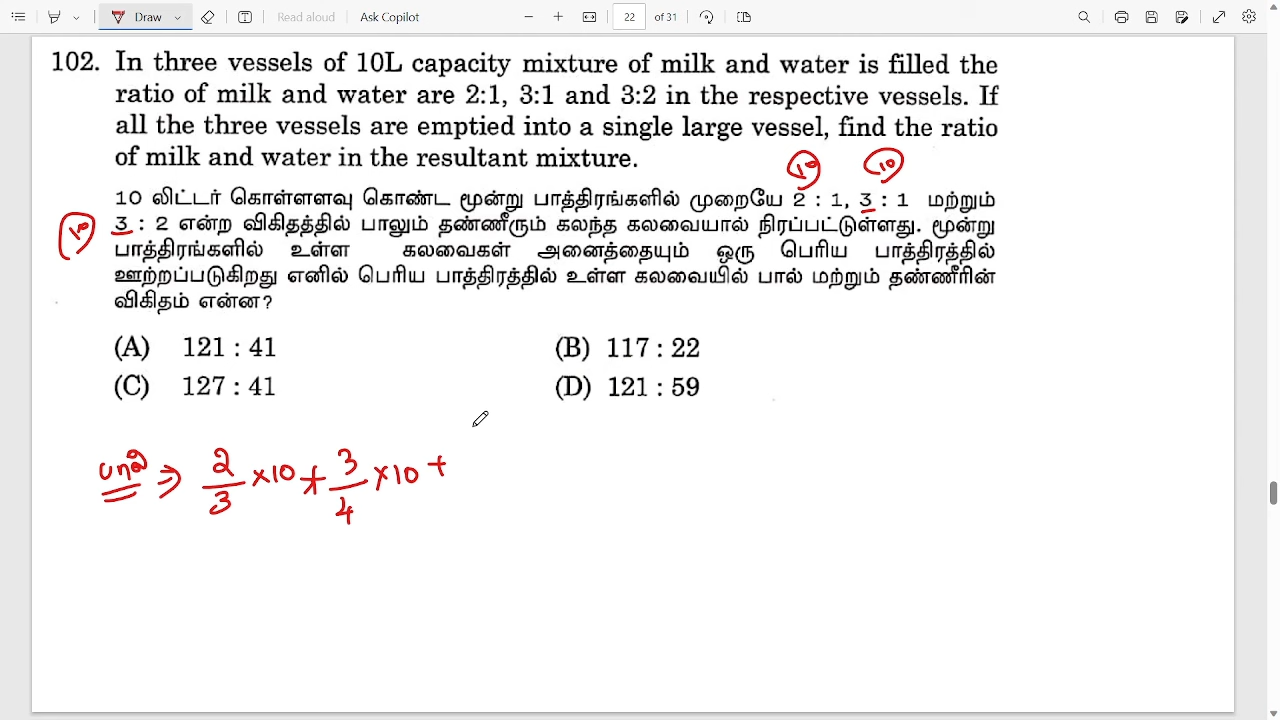 Draw
Read aloud
Ask Copilot
22 of 31
102. In three vessels of 10L capacity mixture of milk and water is filled the
ratio of milk and water are 2:1, 3:1 and 3:2 in the respective vessels. If
all the three vessels are emptied into a single large vessel, find the ratio
of milk and water in the resultant mixture.
10 10
10 லிட்டர் கொள்ளளவு கொண்ட மூன்று பாத்திரங்களில் முறையே 2 : 1, 3 : 1 மற்றும்
10 3 : 2 என்ற விகிதத்தில் பாலும் தண்ணீரும் கலந்த கலவையால் நிரப்பட்டுள்ளது. மூன்று
பாத்திரங்களில் உள்ள கலவைகள் அனைத்தையும் ஒரு பெரிய பாத்திரத்தில்
ஊற்றப்படுகிறது எனில் பெரிய பாத்திரத்தில் உள்ள கலவையில் பால் மற்றும் தண்ணீரின்
விகிதம் என்ன?
(A) 121 : 41 (B) 117 : 22
(C) 127 : 41 (D) 121 : 59
பால் ⇒ 2/3 ×10 + 3/4 ×10 +